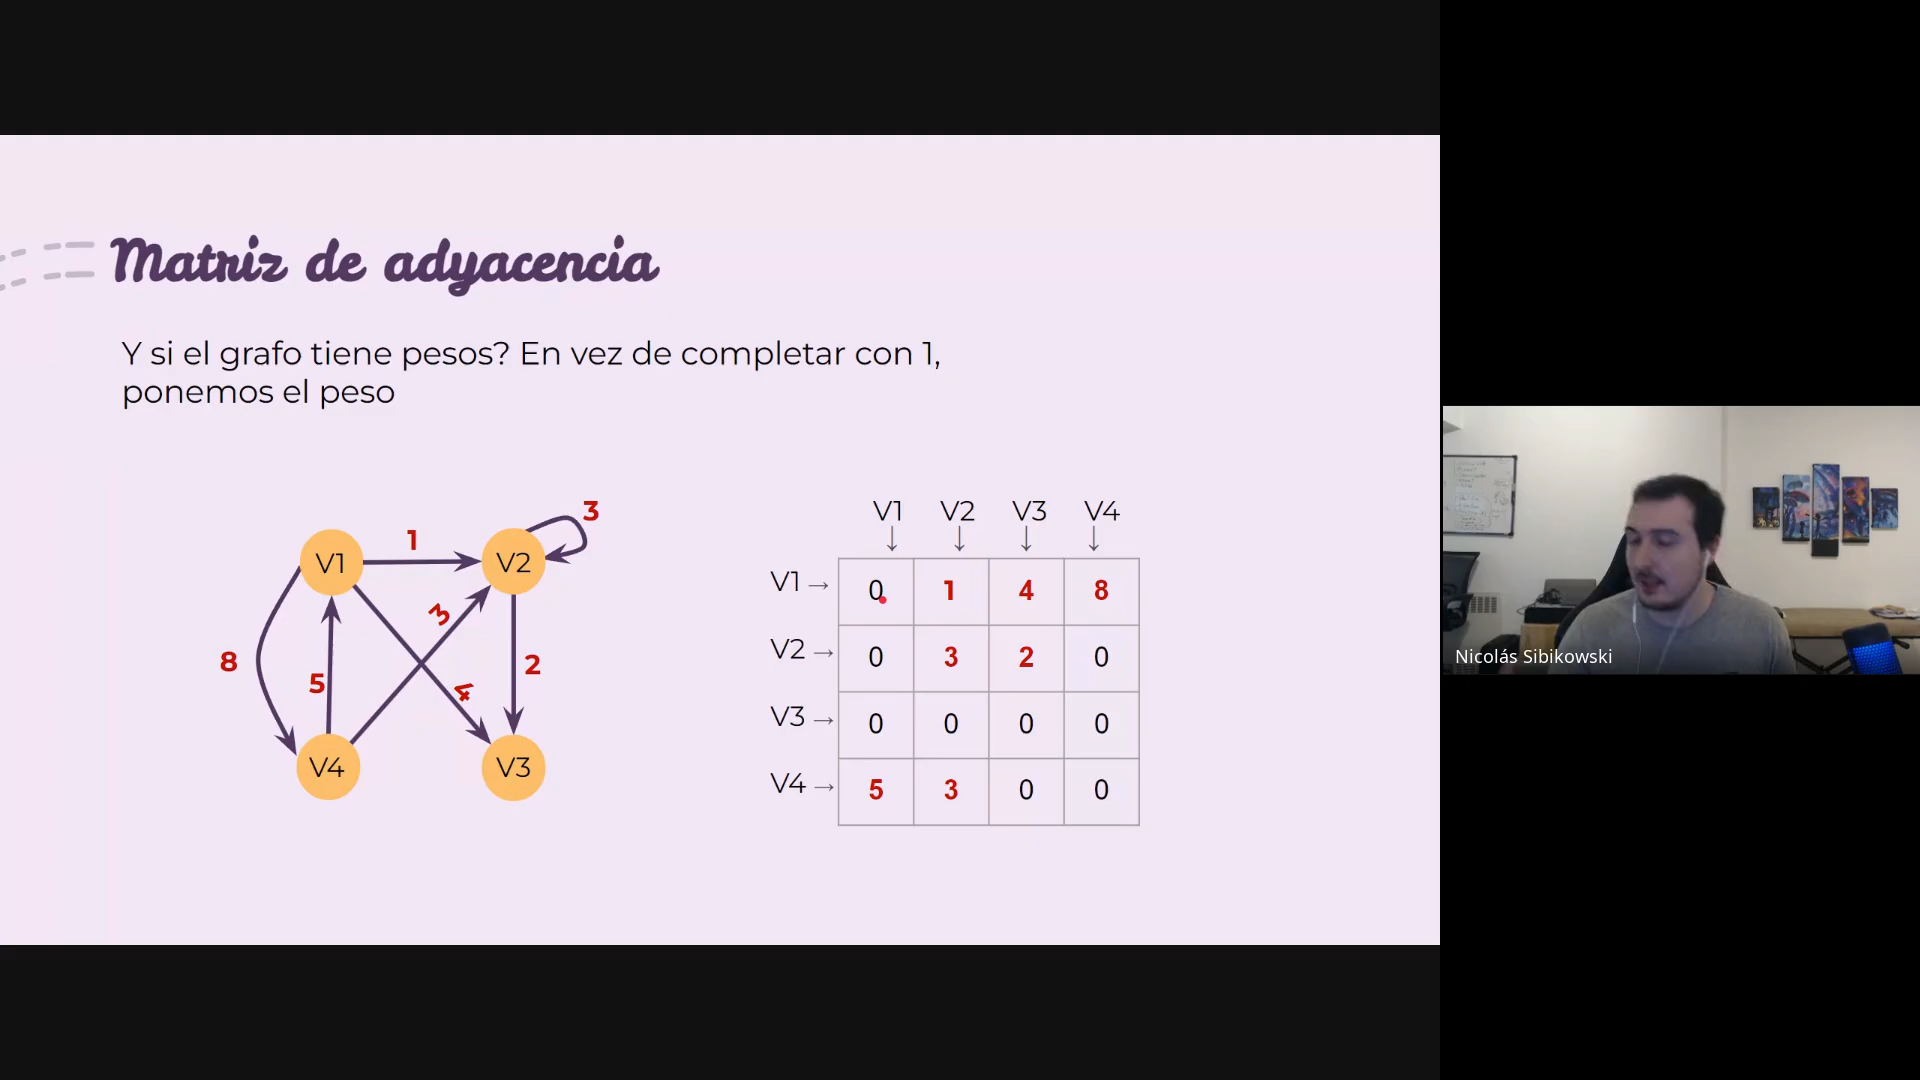 Matriz de adyacencia
Y si el grafo tiene pesos? En vez de completar con 1,
ponemos el peso
3
1
V1
V2
3
8
5
4
2
V4
V3
V1 V2 V3 V4
↓ ↓ ↓ ↓
V1 → 0 1 4 8
V2 → 0 3 2 0
V3 → 0 0 0 0
V4 → 5 3 0 0
Nicolás Sibikowski